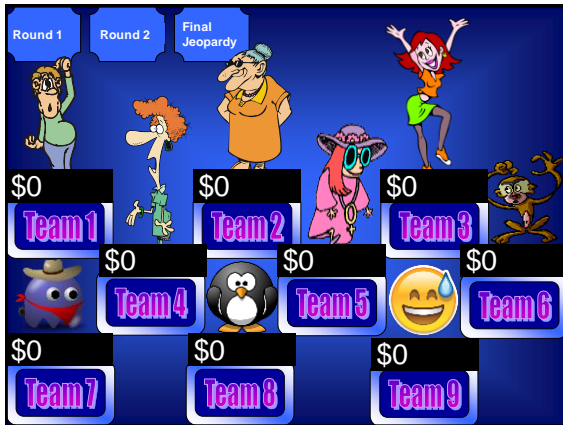 Round 1
Round 2
Final
Jeopardy
$0
$0
$0
Team 1
Team 2
Team 3
$0
$0
$0
Team 4
Team 5
Team 6
$0
$0
$0
Team 7
Team 8
Team 9